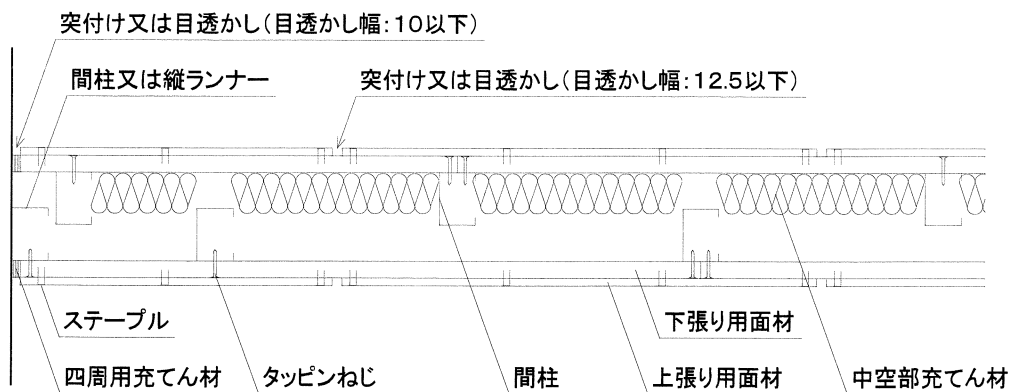 突付け又は目透かし(目透かし幅:10以下)
間柱又は縦ランナー
突付け又は目透かし(目透かし幅:12.5以下)
ステープル
下張り用面材
四周用充てん材
タッピンねじ
間柱
上張り用面材
中空部充てん材